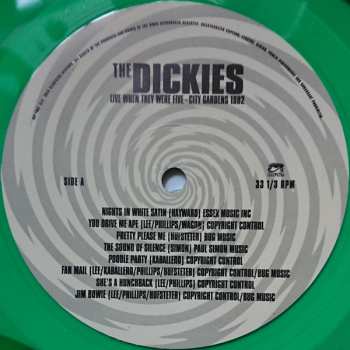 THE DICKIES
LIVE WHEN THEY WERE FIVE - CITY GARDENS 1982
SIDE A
33 1/3 RPM
NIGHTS IN WHITE SATIN (HAYWARD) ESSEX MUSIC INC
YOU DRIVE ME APE (LEE/PHILLIPS/WAGPH) COPYRIGHT CONTROL
PRETTY PLEASE ME (HUFSTETER) BUG MUSIC
THE SOUND OF SILENCE (SIMON) PAUL SIMON MUSIC
POODLE PARTY (KABALLERO) COPYRIGHT CONTROL
FAN MAIL (LEE/KABALLERO/PHILLIPS/HOFSTETER) COPYRIGHT CONTROL/BUG MUSIC
SHE'S A HUNCHBACK (LEE/PHILLIPS) COPYRIGHT CONTROL
JIM BOWIE (LEE/PHILLIPS/HOFSTETER) COPYRIGHT CONTROL/BUG MUSIC